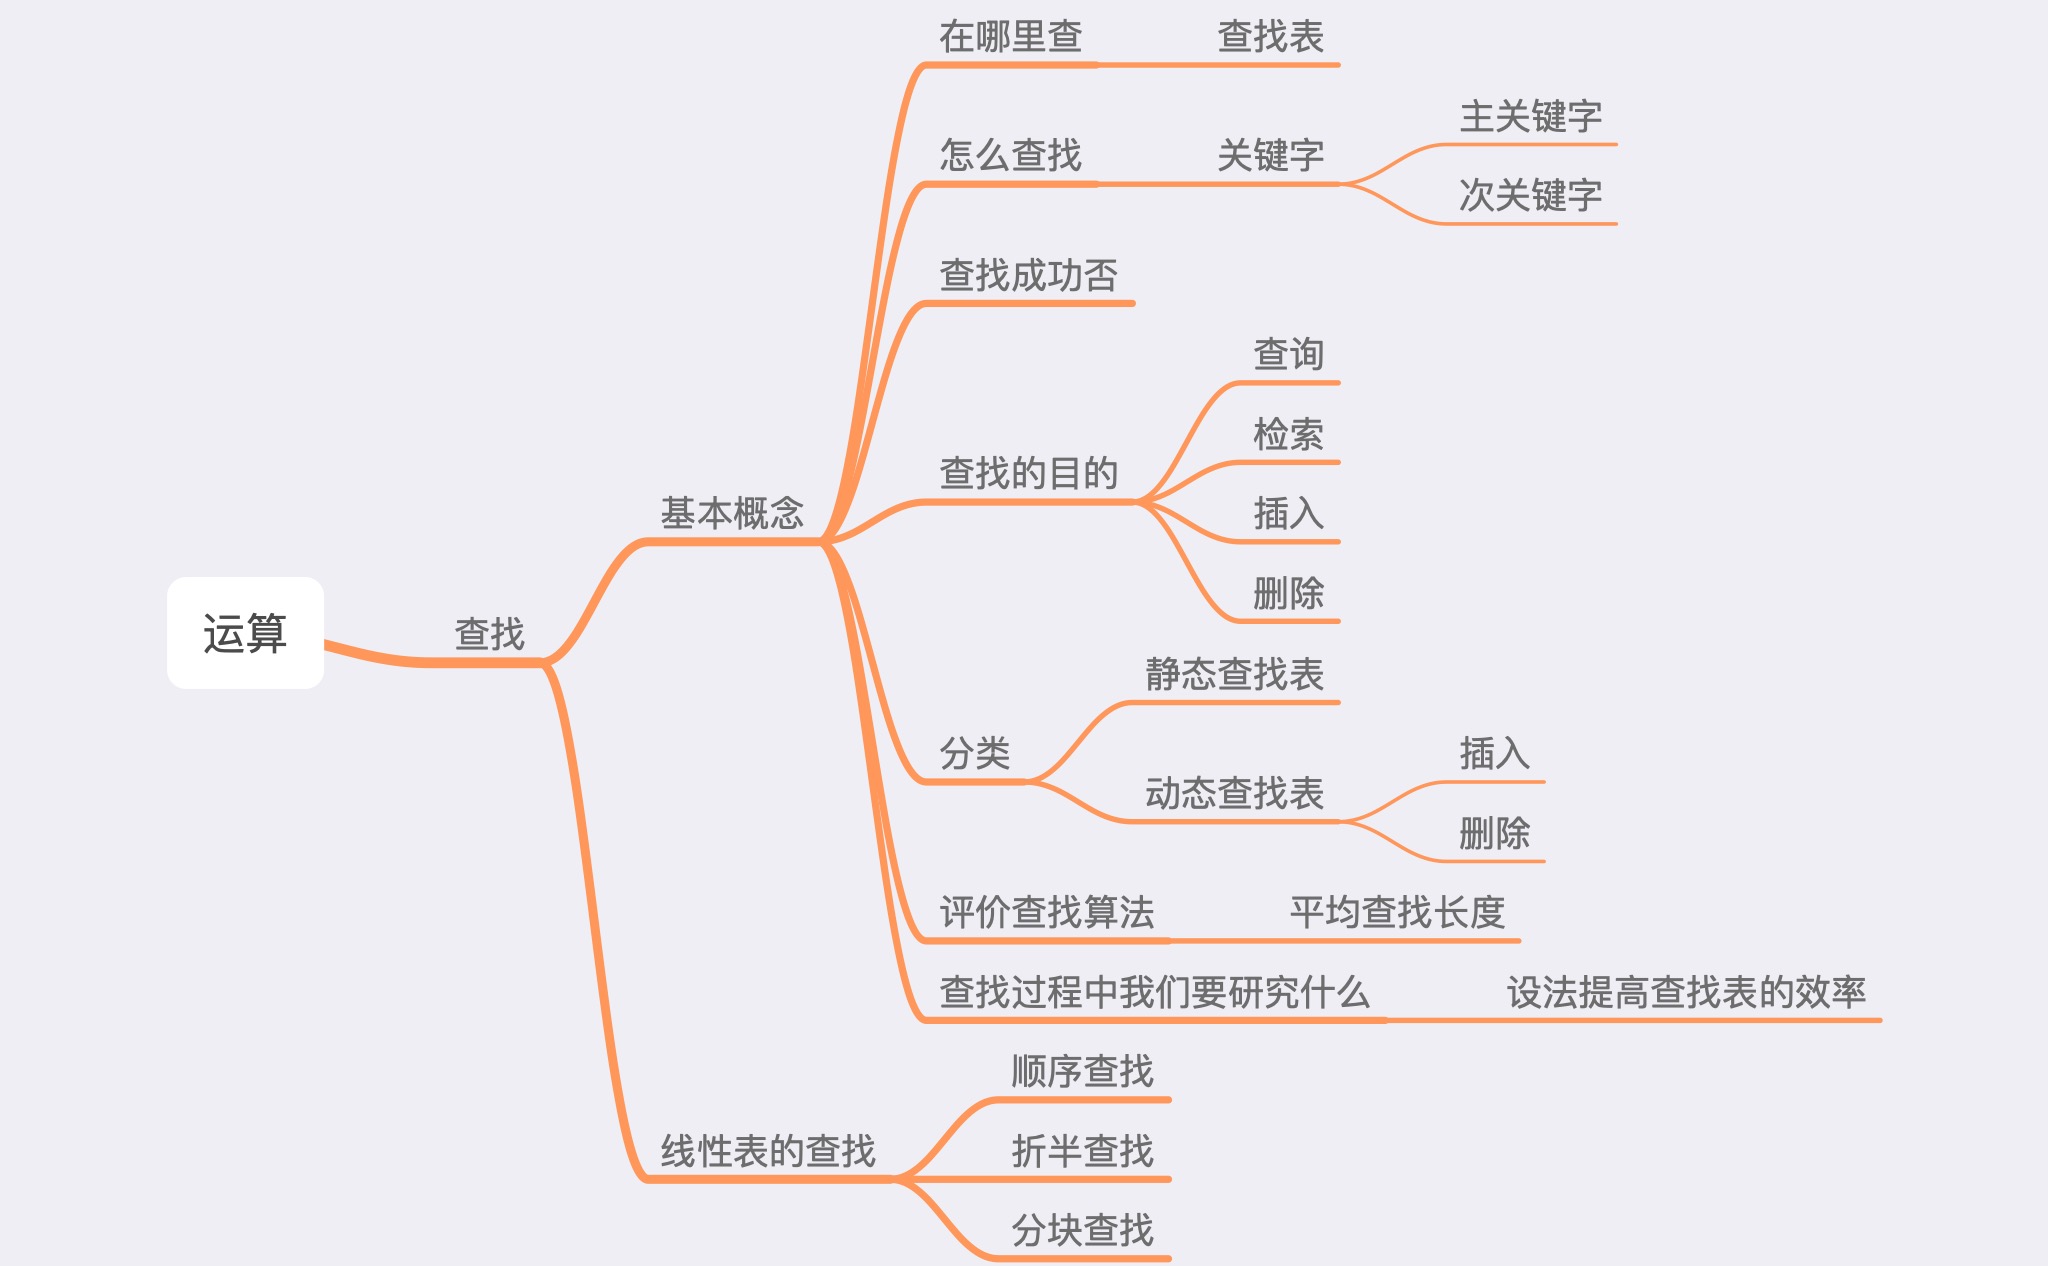 运算
查找
基本概念
在哪里查
查找表
怎么查找
关键字
主关键字
次关键字
查找成功否
查找的目的
查询
检索
插入
删除
分类
静态查找表
动态查找表
插入
删除
评价查找算法
平均查找长度
查找过程中我们要研究什么
设法提高查找表的效率
线性表的查找
顺序查找
折半查找
分块查找